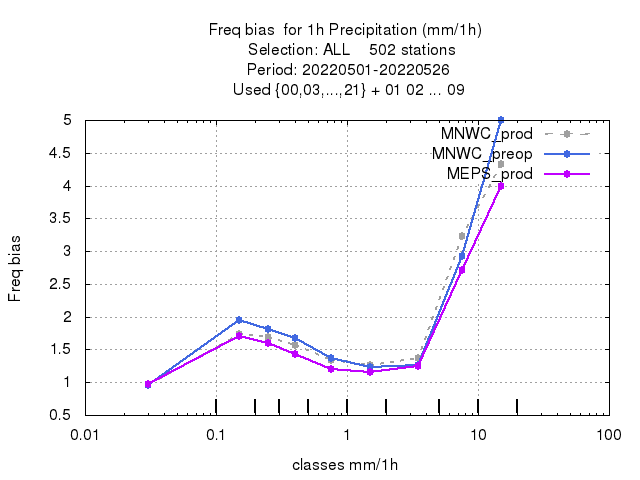 Freq bias  for 1h Precipitation (mm/1h)
Selection: ALL    502 stations
Period: 20220501-20220526
Used {00,03,...,21} + 01 02 ... 09
MNWC_prod
MNWC_preop
MEPS_prod
5
4.5
4
3.5
3
2.5
2
1.5
1
0.5
Freq bias
0.01 0.1 1 10 100
classes mm/1h